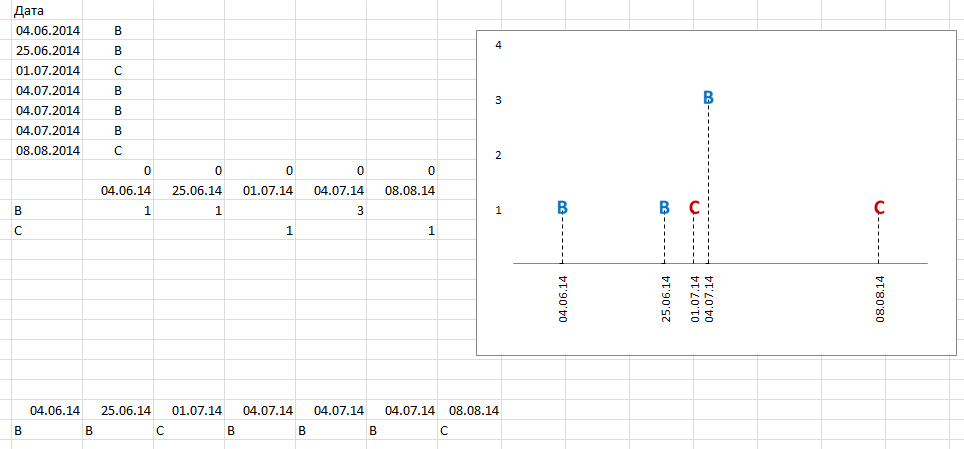 Дата
04.06.2014 B
25.06.2014 B
01.07.2014 C
04.07.2014 B
04.07.2014 B
04.07.2014 B
08.08.2014 C
0 0 0 0 0
04.06.14 25.06.14 01.07.14 04.07.14 08.08.14
B 1 1 3
C 1 1
4
3 B
2
1 B B C C
04.06.14 25.06.14 01.07.14 04.07.14 08.08.14
04.06.14 25.06.14 01.07.14 04.07.14 04.07.14 04.07.14 08.08.14
B B C B B B C